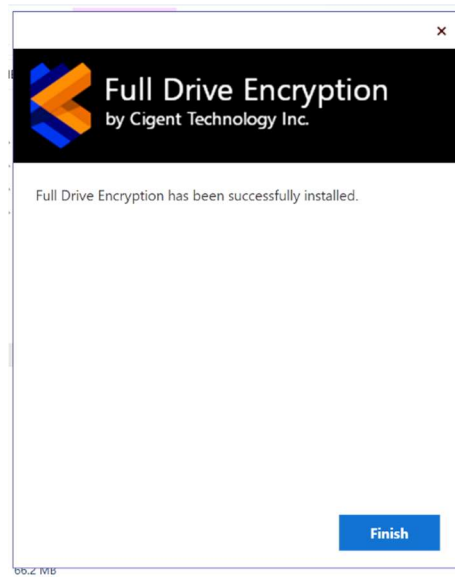 Full Drive Encryption
by Cigent Technology Inc.
Full Drive Encryption has been successfully installed.
Finish
66.2 MB